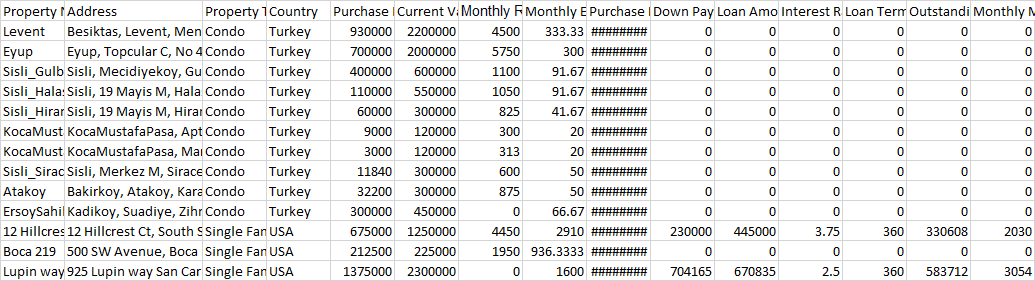 Property N Address Property T Country Purchase Current Va Monthly R Monthly E Purchase Down Pay Loan Amo Interest R Loan Term Outstandi Monthly M
Levent Besiktas, Levent, Men Condo Turkey 930000 2200000 4500 333.33 ######## 0 0 0 0 0 0
Eyup Eyup, Topcular C, No 4 Condo Turkey 700000 2000000 5750 300 ######## 0 0 0 0 0 0
Sisli_Gulb Sisli, Mecidiyekoy, Gu Condo Turkey 400000 600000 1100 91.67 ######## 0 0 0 0 0 0
Sisli_Halas Sisli, 19 Mayis M, Hala Condo Turkey 110000 550000 1050 91.67 ######## 0 0 0 0 0 0
Sisli_Hiran Sisli, 19 Mayis M, Hiran Condo Turkey 60000 300000 825 41.67 ######## 0 0 0 0 0 0
KocaMust KocaMustafaPasa, Apt Condo Turkey 9000 120000 300 20 ######## 0 0 0 0 0 0
KocaMust KocaMustafaPasa, Mai Condo Turkey 3000 120000 313 20 ######## 0 0 0 0 0 0
Sisli_Sirac Sisli, Merkez M, Sirace Condo Turkey 11840 300000 600 50 ######## 0 0 0 0 0 0
Atakoy Bakirkoy, Atakoy, Kara Condo Turkey 32200 300000 875 50 ######## 0 0 0 0 0 0
ErsoySahil Kadikoy, Suadiye, Zihn Condo Turkey 300000 450000 0 66.67 ######## 0 0 0 0 0 0
12 Hillcres 12 Hillcrest Ct, South S Single Fam USA 675000 1250000 4450 2910 ######## 230000 445000 3.75 360 330608 2030
Boca 219 500 SW Avenue, Boca Single Fam USA 212500 225000 1950 936.3333 ######## 0 0 0 0 0 0
Lupin way 925 Lupin way San Car Single Fam USA 1375000 2300000 0 1600 ######## 704165 670835 2.5 360 583712 3054